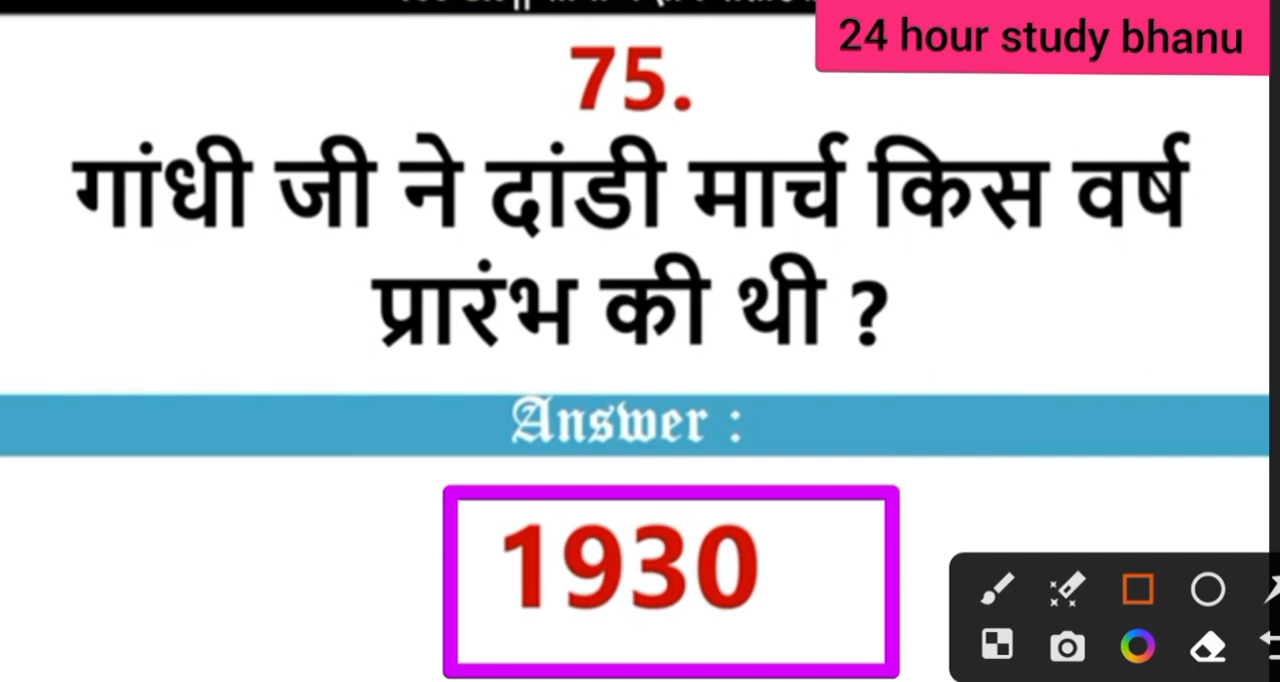 24 hour study bhanu
75.
गांधी जी ने दांडी मार्च किस वर्ष
प्रारंभ की थी ?
Answer :
1930